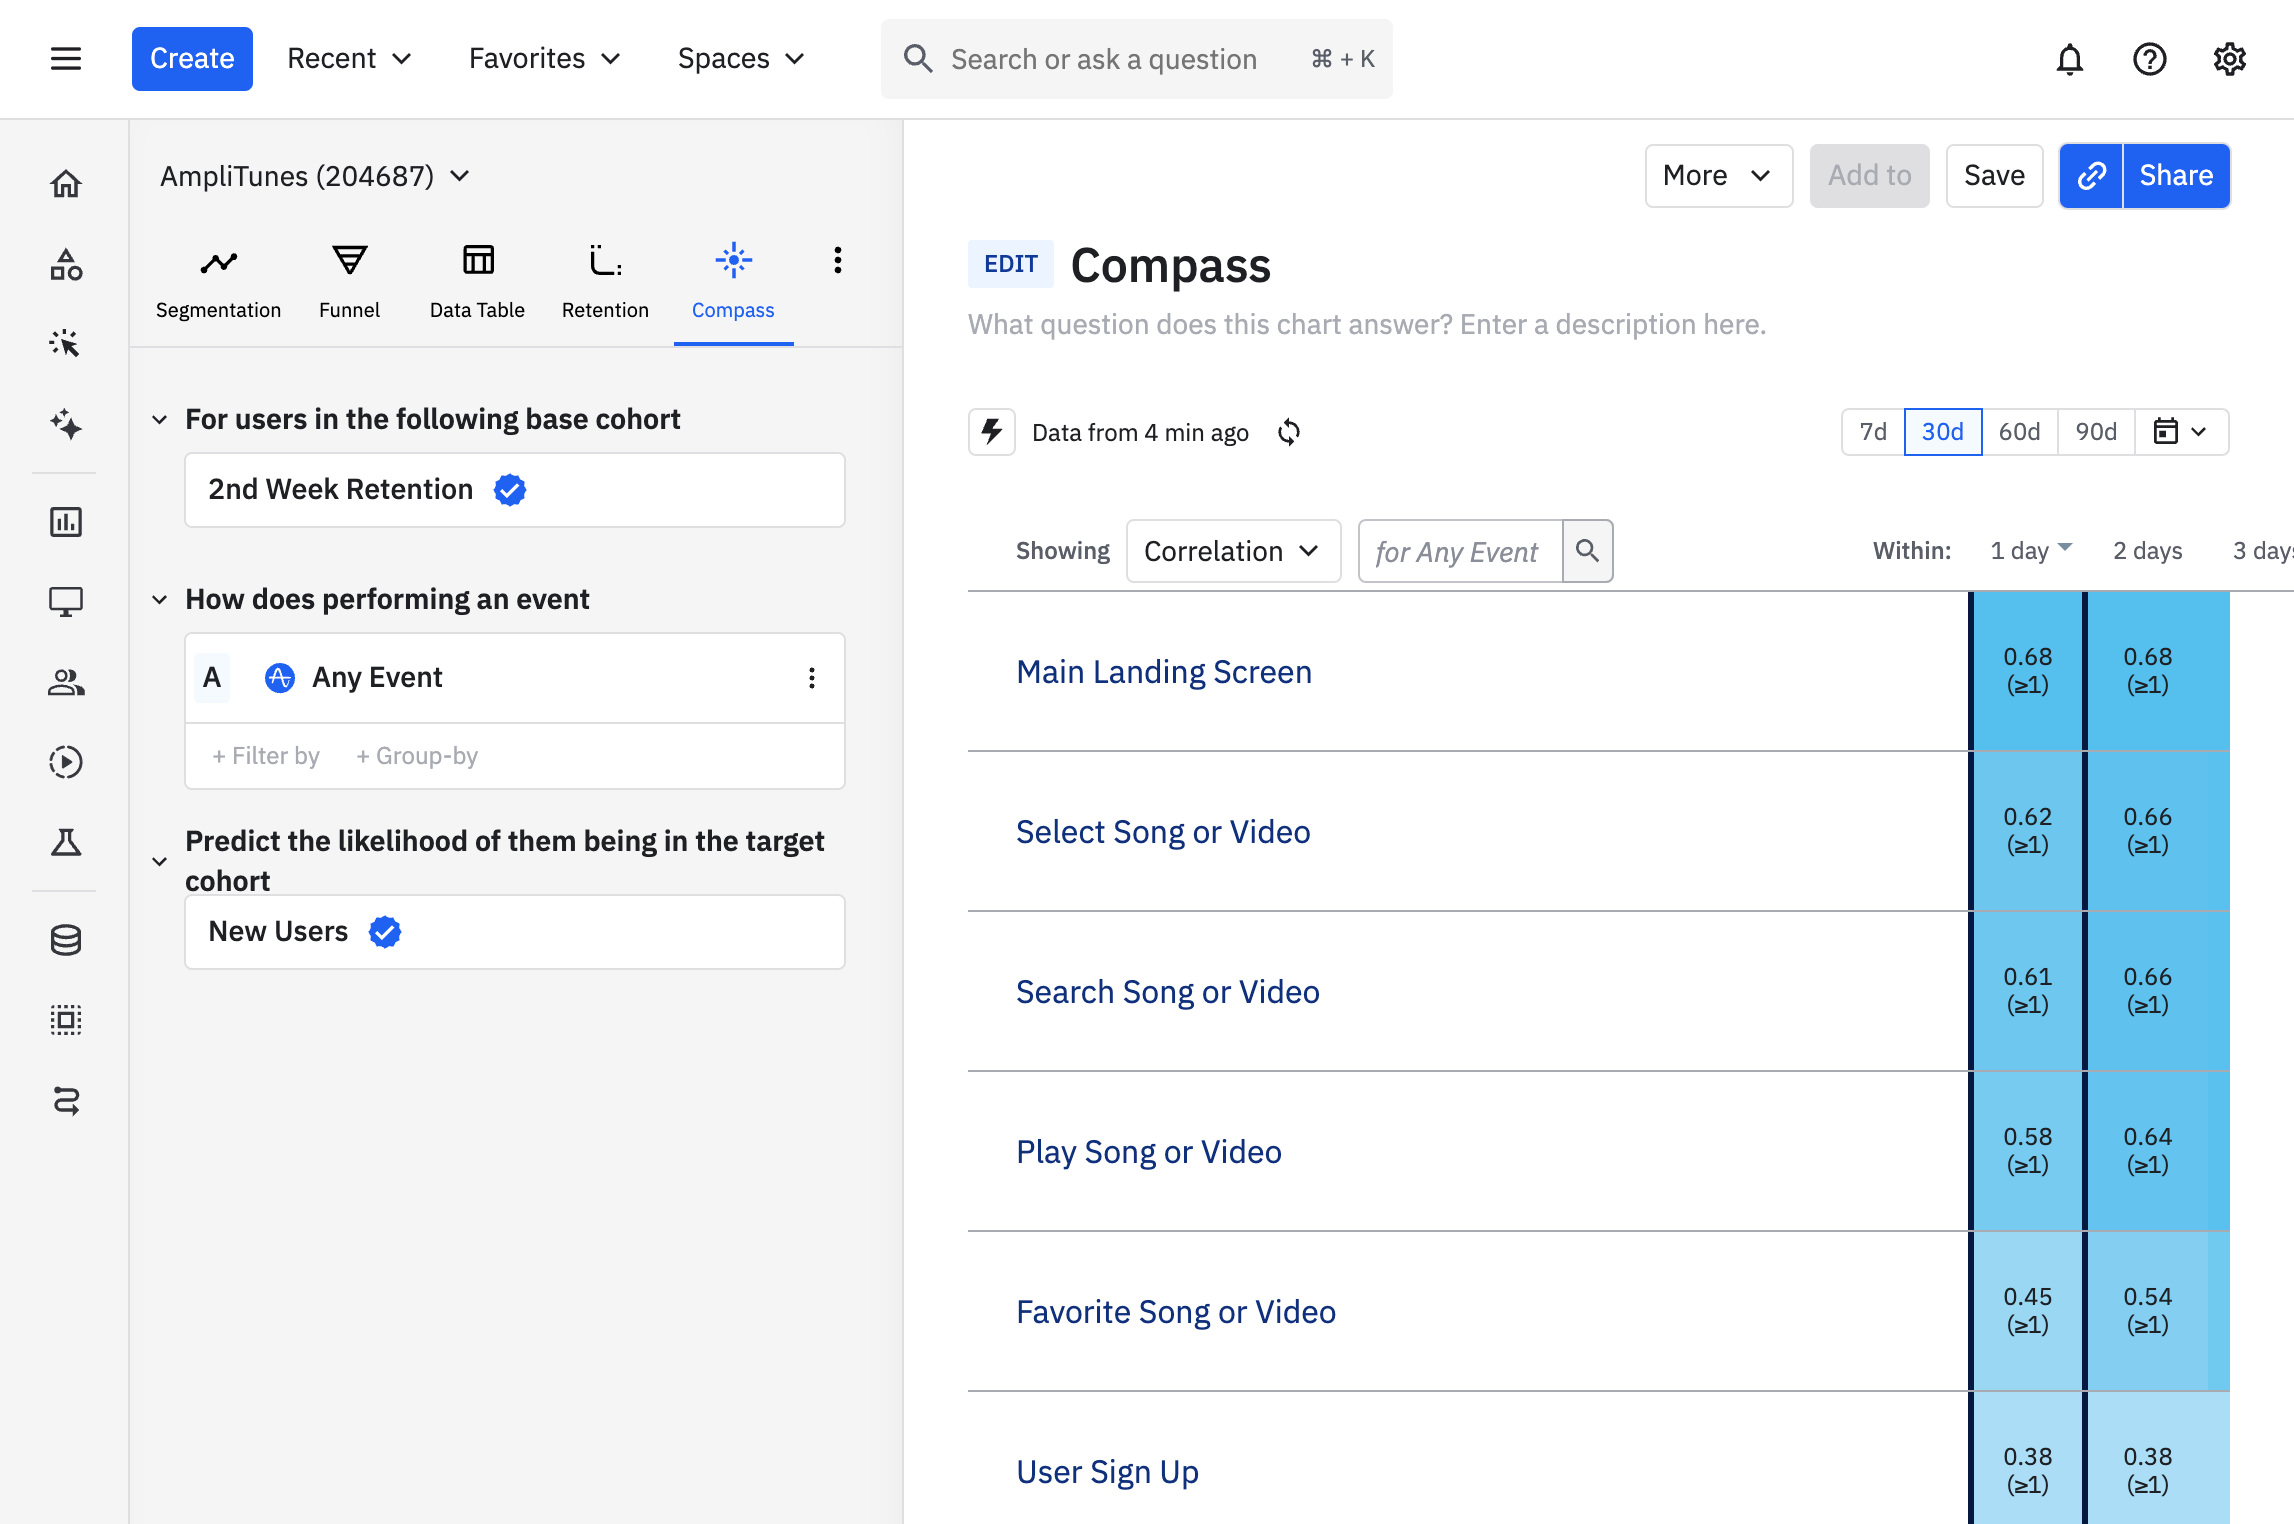 Create Recent Favorites Spaces Search or ask a question ⌘ + K
AmpliTunes (204687)
Segmentation Funnel Data Table Retention Compass
For users in the following base cohort
2nd Week Retention
How does performing an event
A Any Event
+ Filter by + Group-by
Predict the likelihood of them being in the target
cohort
New Users
More Add to Save Share
EDIT Compass
What question does this chart answer? Enter a description here.
Data from 4 min ago 7d 30d 60d 90d
Showing Correlation for Any Event Within: 1 day 2 days 3 days
Main Landing Screen 0.68 0.68
(≥1) (≥1)
Select Song or Video 0.62 0.66
(≥1) (≥1)
Search Song or Video 0.61 0.66
(≥1) (≥1)
Play Song or Video 0.58 0.64
(≥1) (≥1)
Favorite Song or Video 0.45 0.54
(≥1) (≥1)
User Sign Up 0.38 0.38
(≥1) (≥1)